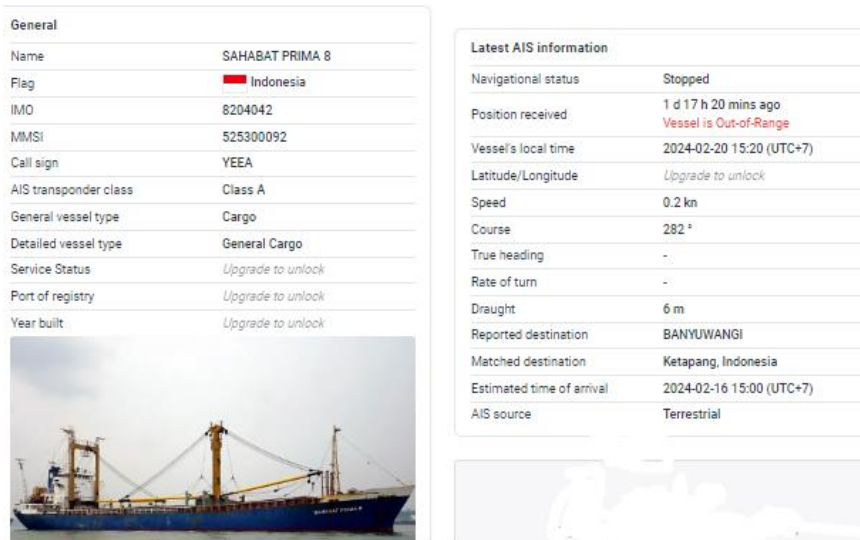 General
Name SAHABAT PRIMA 8
Flag Indonesia
IMO 8204042
MMSI 525300092
Call sign YEEA
AIS transponder class Class A
General vessel type Cargo
Detailed vessel type General Cargo
Service Status Upgrade to unlock
Port of registry Upgrade to unlock
Year built Upgrade to unlock
SAHABAT PRIMA 8
Latest AIS information
Navigational status Stopped
Position received 1 d 17 h 20 mins ago
Vessel is Out-of-Range
Vessel's local time 2024-02-20 15:20 (UTC+7)
Latitude/Longitude Upgrade to unlock
Speed 0.2 kn
Course 282 °
True heading -
Rate of turn -
Draught 6 m
Reported destination BANYUWANGI
Matched destination Ketapang, Indonesia
Estimated time of arrival 2024-02-16 15:00 (UTC+7)
AIS source Terrestrial